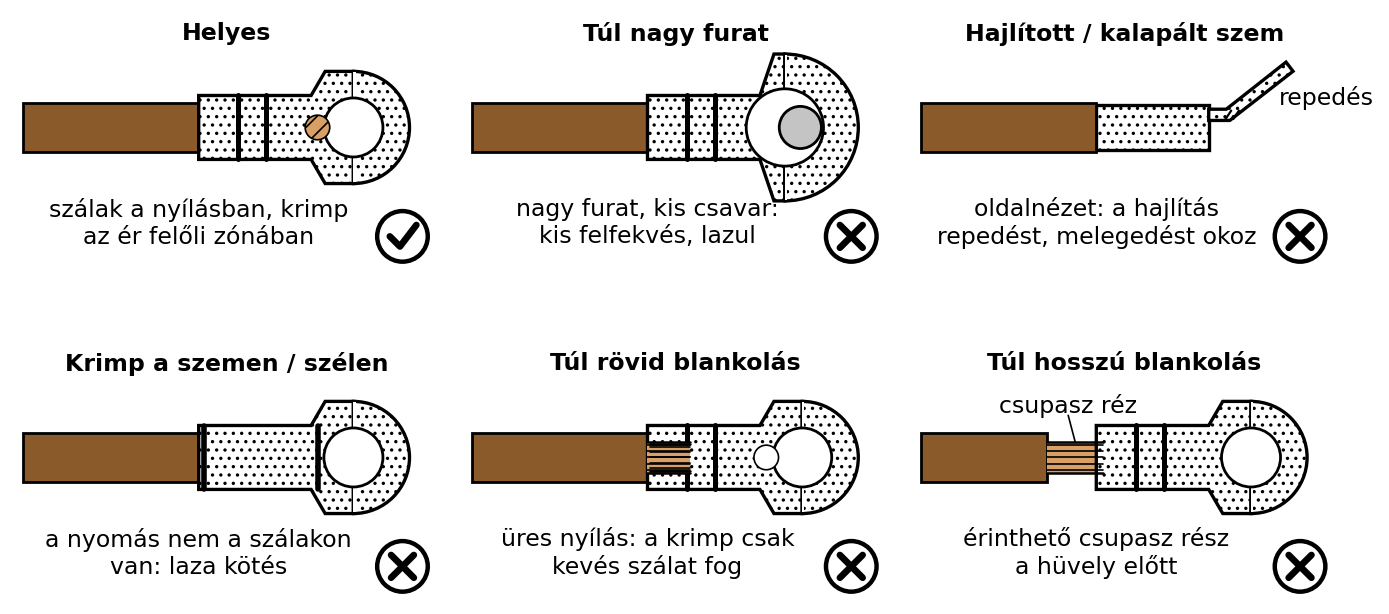 Helyes
szálak a nyílásban, krimp
az ér felőli zónában
Túl nagy furat
nagy furat, kis csavar:
kis felfekvés, lazul
Hajlított / kalapált szem
repedés
oldalnézet: a hajlítás
repedést, melegedést okoz
Krimp a szemen / szélen
a nyomás nem a szálakon
van: laza kötés
Túl rövid blankolás
üres nyílás: a krimp csak
kevés szálat fog
Túl hosszú blankolás
csupasz réz
érinthető csupasz rész
a hüvely előtt